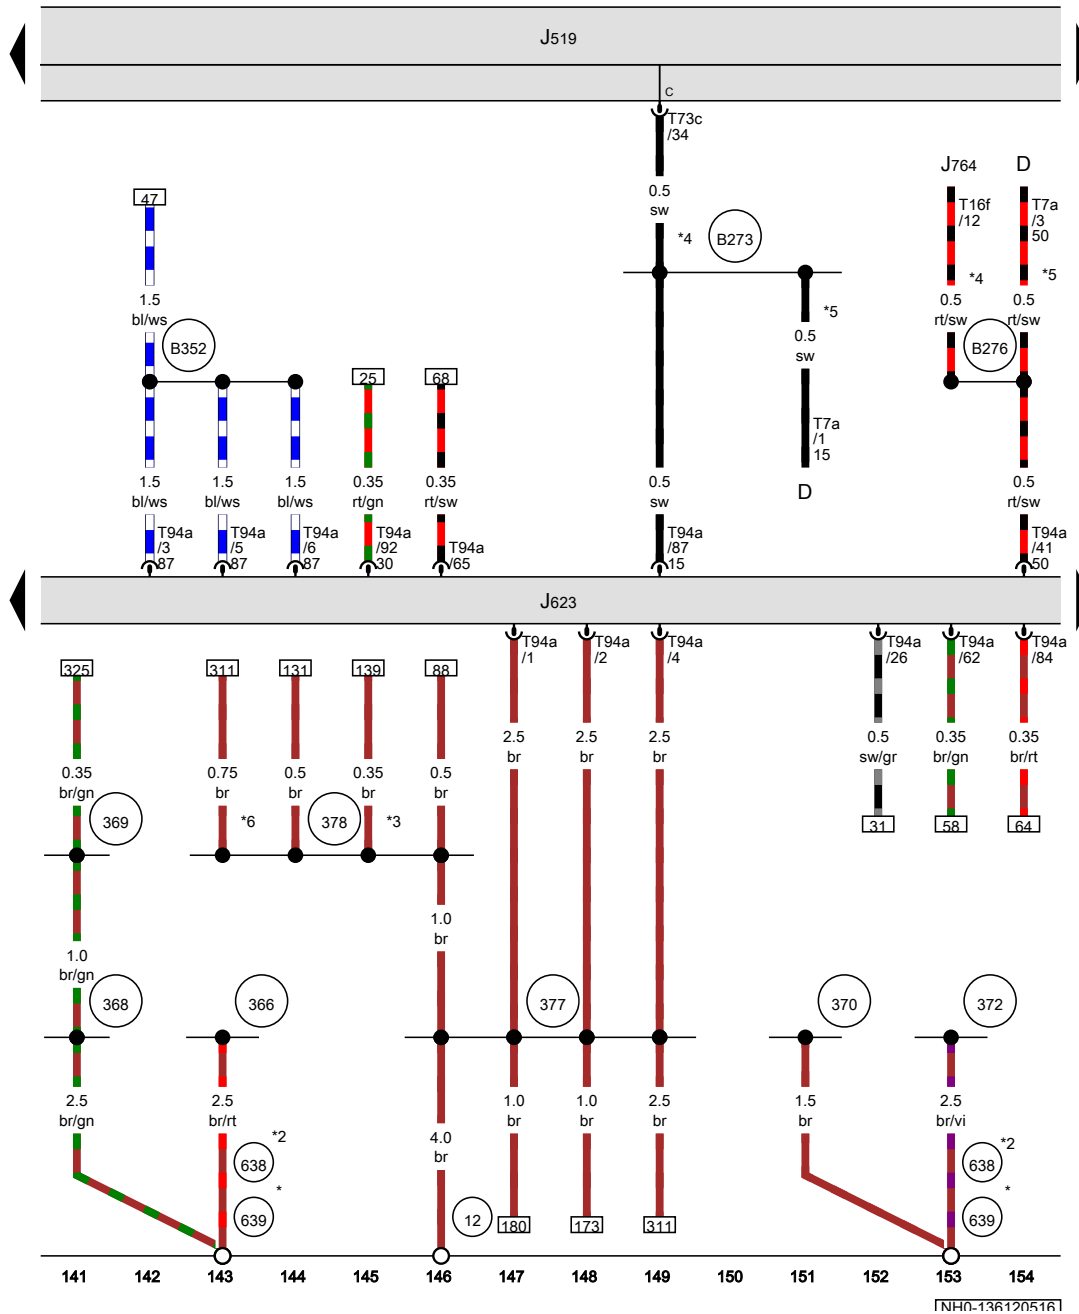 J519
c
T73c
/34
J764
D
47
0.5
sw
T16f
/12
T7a
/3
50
*4
B273
*4
*5
1.5
bl/ws
*5
0.5
rt/sw
0.5
rt/sw
B352
0.5
sw
B276
25
68
T7a
/1
15
1.5
bl/ws
1.5
bl/ws
1.5
bl/ws
0.35
rt/gn
0.35
rt/sw
0.5
sw
D
0.5
rt/sw
T94a
/3
87
T94a
/5
87
T94a
/6
87
T94a
/92
30
T94a
/65
T94a
/87
15
T94a
/41
50
J623
T94a
/1
T94a
/2
T94a
/4
T94a
/26
T94a
/62
T94a
/84
325
311
131
139
88
2.5
br
2.5
br
2.5
br
0.5
sw/gr
0.35
br/gn
0.35
br/rt
0.35
br/gn
0.75
br
0.5
br
0.35
br
0.5
br
369
*6
378
*3
31
58
64
1.0
br
1.0
br/gn
368
366
377
370
372
2.5
br/gn
2.5
br/rt
1.0
br
1.0
br
2.5
br
1.5
br
2.5
br/vi
*2
638
4.0
br
*2
638
*
639
12
180
173
311
*
639
141 142 143 144 145 146 147 148 149 150 151 152 153 154
NH0-136120516